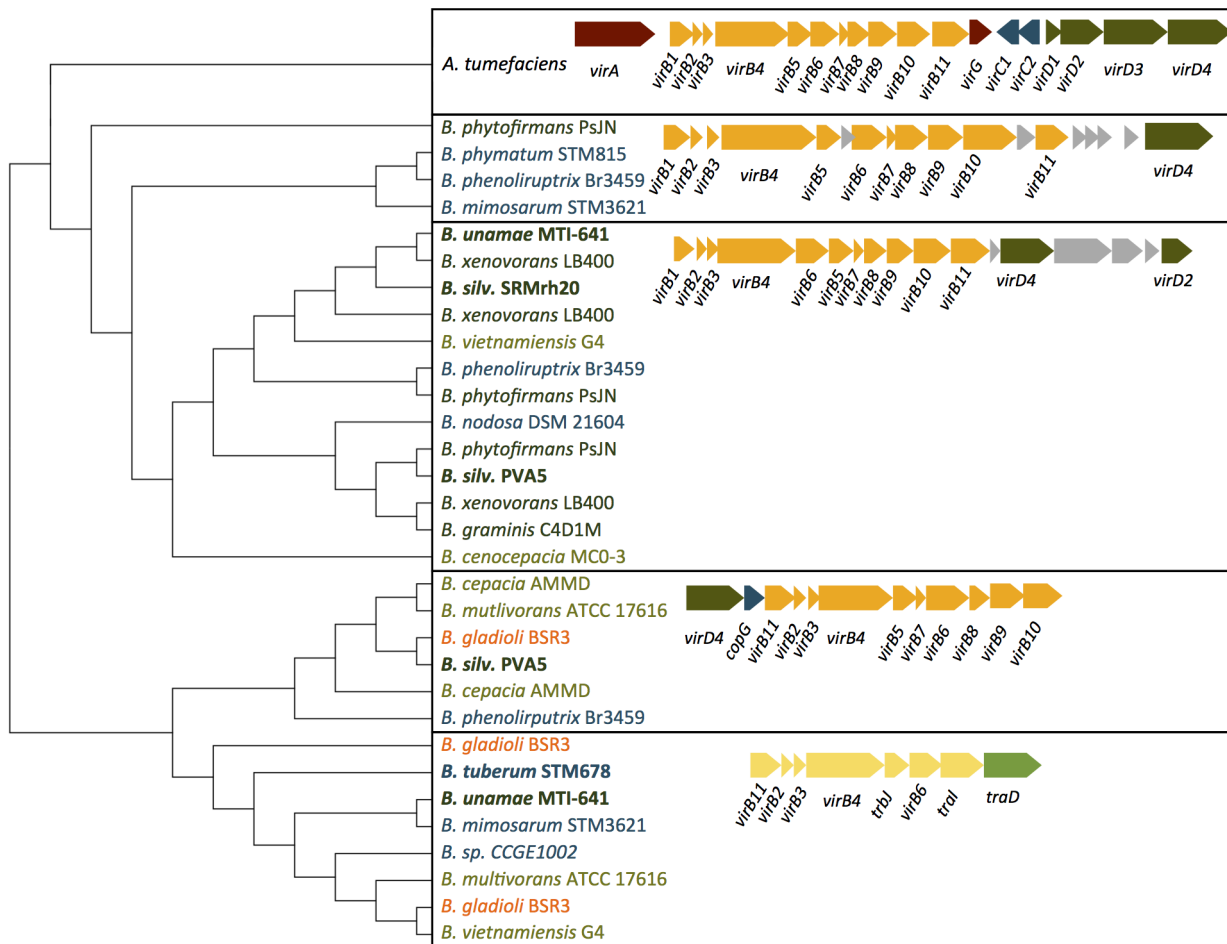 A. tumefaciens
virA virB1 virB2 virB3 virB4 virB5 virB6 virB7 virB8 virB9 virB10 virB11 virG virC1 virC2 virD1 virD2 virD3 virD4
B. phytofirmans PsJN
B. phymatum STM815
B. phenoliruptrix Br3459
B. mimosarum STM3621
virB1 virB2 virB3 virB4 virB5 virB6 virB7 virB8 virB9 virB10 virB11 virD4
B. unamae MTI-641
B. xenovorans LB400
B. silv. SRMrh20
B. xenovorans LB400
B. vietnamiensis G4
B. phenoliruptrix Br3459
B. phytofirmans PsJN
B. nodosa DSM 21604
B. phytofirmans PsJN
B. silv. PVA5
B. xenovorans LB400
B. graminis C4D1M
B. cenocepacia MC0-3
virB1 virB2 virB3 virB4 virB6 virB5 virB7 virB8 virB9 virB10 virB11 virD4 virD2
B. cepacia AMMD
B. mutlivorans ATCC 17616
B. gladioli BSR3
B. silv. PVA5
B. cepacia AMMD
B. phenolirputrix Br3459
virD4 copG virB11 virB2 virB3 virB4 virB5 virB7 virB6 virB8 virB9 virB10
B. gladioli BSR3
B. tuberum STM678
B. unamae MTI-641
B. mimosarum STM3621
B. sp. CCGE1002
B. multivorans ATCC 17616
B. gladioli BSR3
B. vietnamiensis G4
virB11 virB2 virB3 virB4 trbJ virB6 traI traD